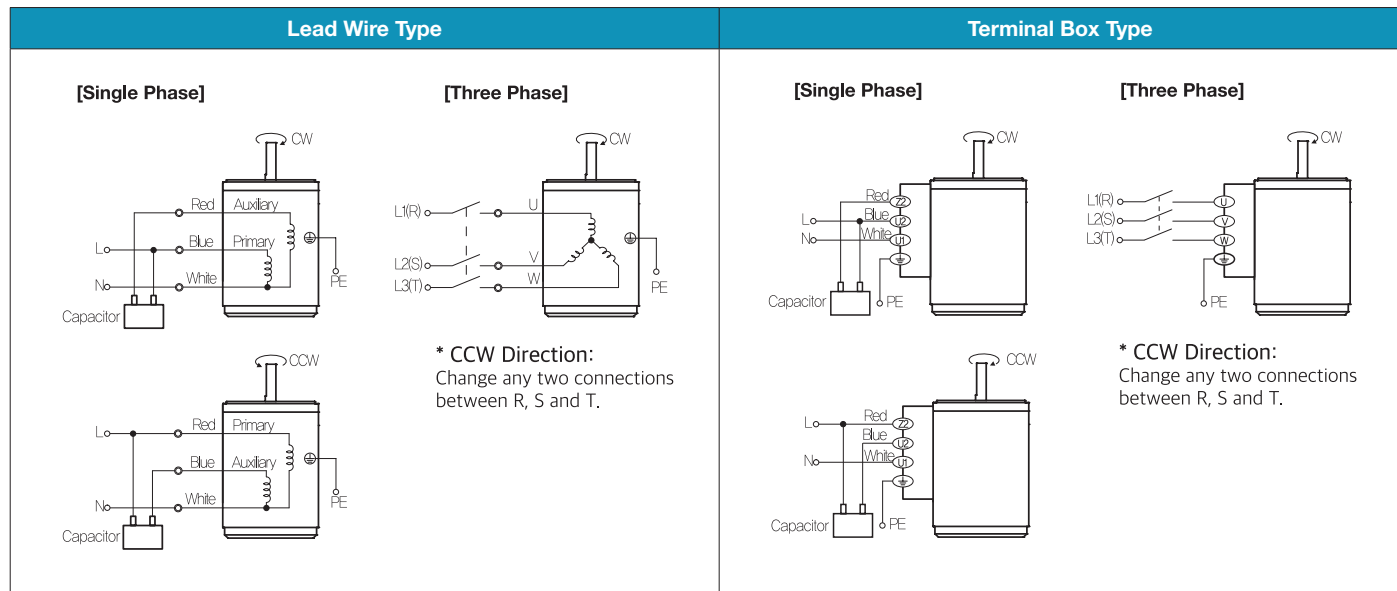 Lead Wire Type
[Single Phase]
CW
Red
Auxiliary
L
Blue
Primary
N
White
PE
Capacitor
CCW
L
Red
Primary
Blue
Auxiliary
N
White
PE
Capacitor
[Three Phase]
CW
L1(R)
U
L2(S)
V
L3(T)
W
PE
* CCW Direction:
Change any two connections
between R, S and T.
Terminal Box Type
[Single Phase]
CW
Red
Z2
L
Blue
U2
N
White
U1
Capacitor
PE
CCW
L
Red
Z2
Blue
U2
N
White
U1
Capacitor
PE
[Three Phase]
CW
L1(R)
U
L2(S)
V
L3(T)
W
PE
* CCW Direction:
Change any two connections
between R, S and T.